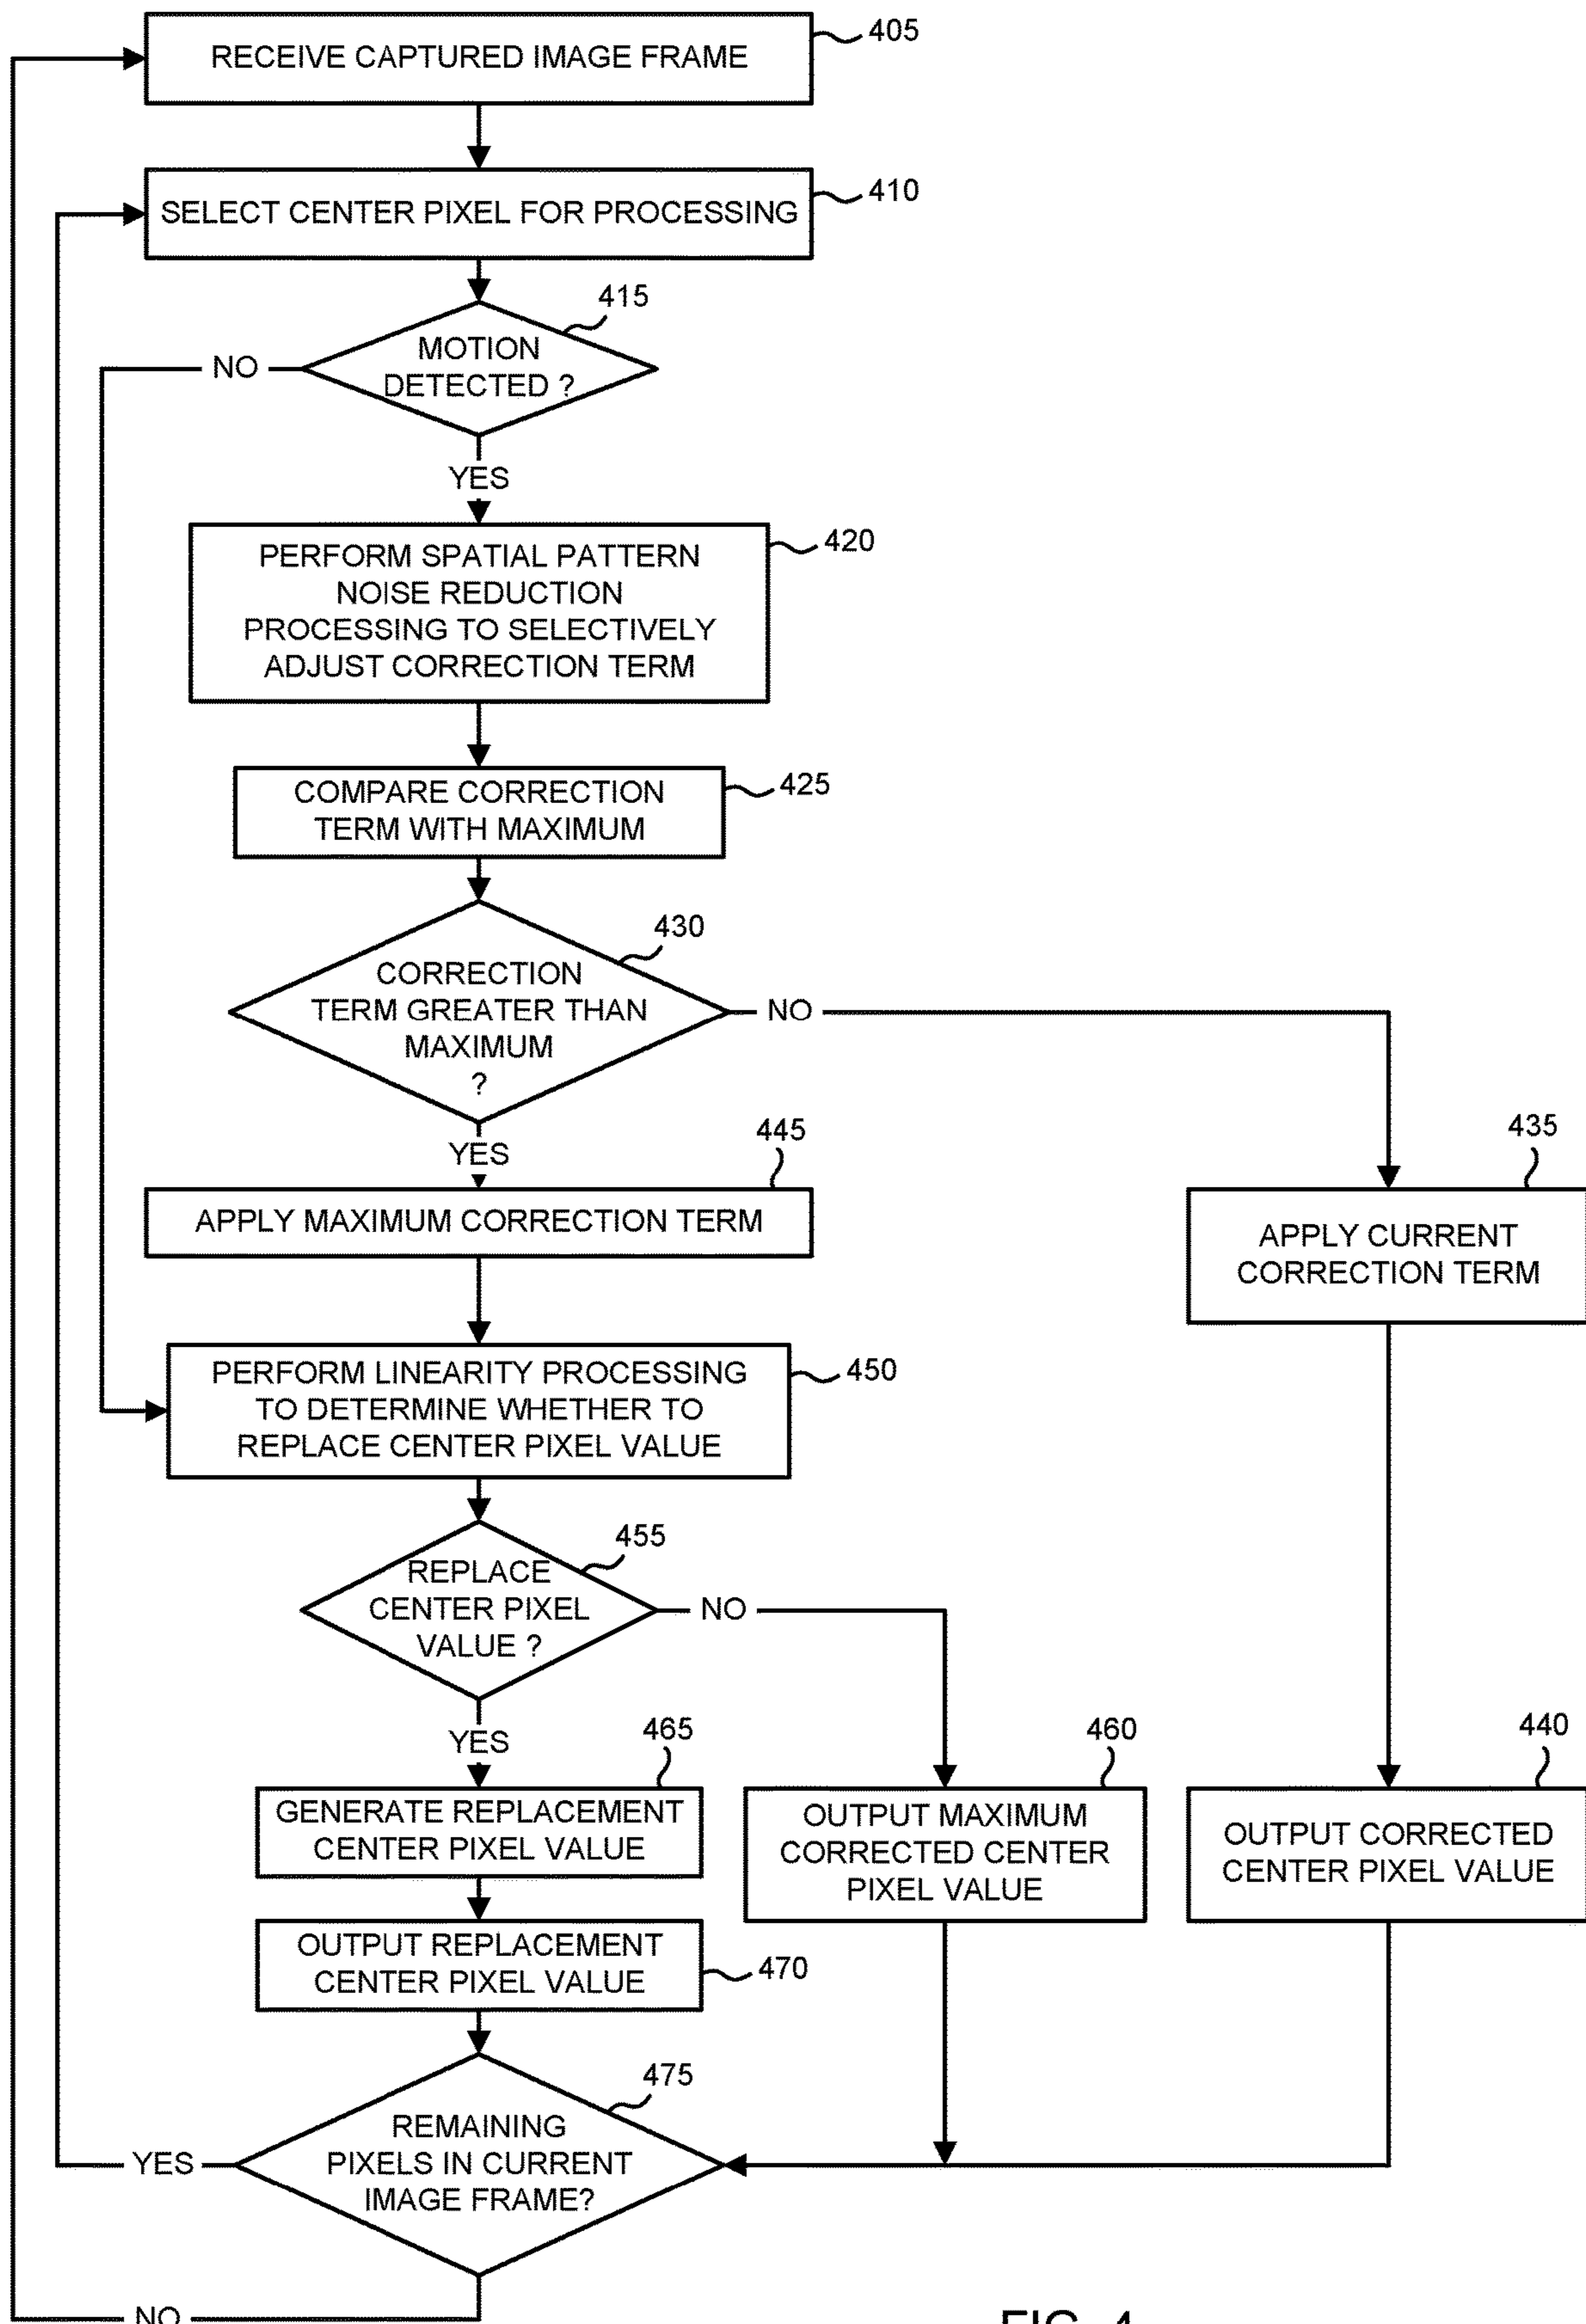 RECEIVE CAPTURED IMAGE FRAME
405
SELECT CENTER PIXEL FOR PROCESSING
410
415
MOTION
DETECTED ?
NO
YES
PERFORM SPATIAL PATTERN
NOISE REDUCTION
PROCESSING TO SELECTIVELY
ADJUST CORRECTION TERM
420
COMPARE CORRECTION
TERM WITH MAXIMUM
425
430
CORRECTION
TERM GREATER THAN
MAXIMUM
?
NO
YES
445
APPLY MAXIMUM CORRECTION TERM
435
APPLY CURRENT
CORRECTION TERM
PERFORM LINEARITY PROCESSING
TO DETERMINE WHETHER TO
REPLACE CENTER PIXEL VALUE
450
455
REPLACE
CENTER PIXEL
VALUE ?
NO
YES
465
GENERATE REPLACEMENT
CENTER PIXEL VALUE
460
OUTPUT MAXIMUM
CORRECTED CENTER
PIXEL VALUE
440
OUTPUT CORRECTED
CENTER PIXEL VALUE
OUTPUT REPLACEMENT
CENTER PIXEL VALUE
470
475
REMAINING
PIXELS IN CURRENT
IMAGE FRAME?
YES
NO
FIG. 4